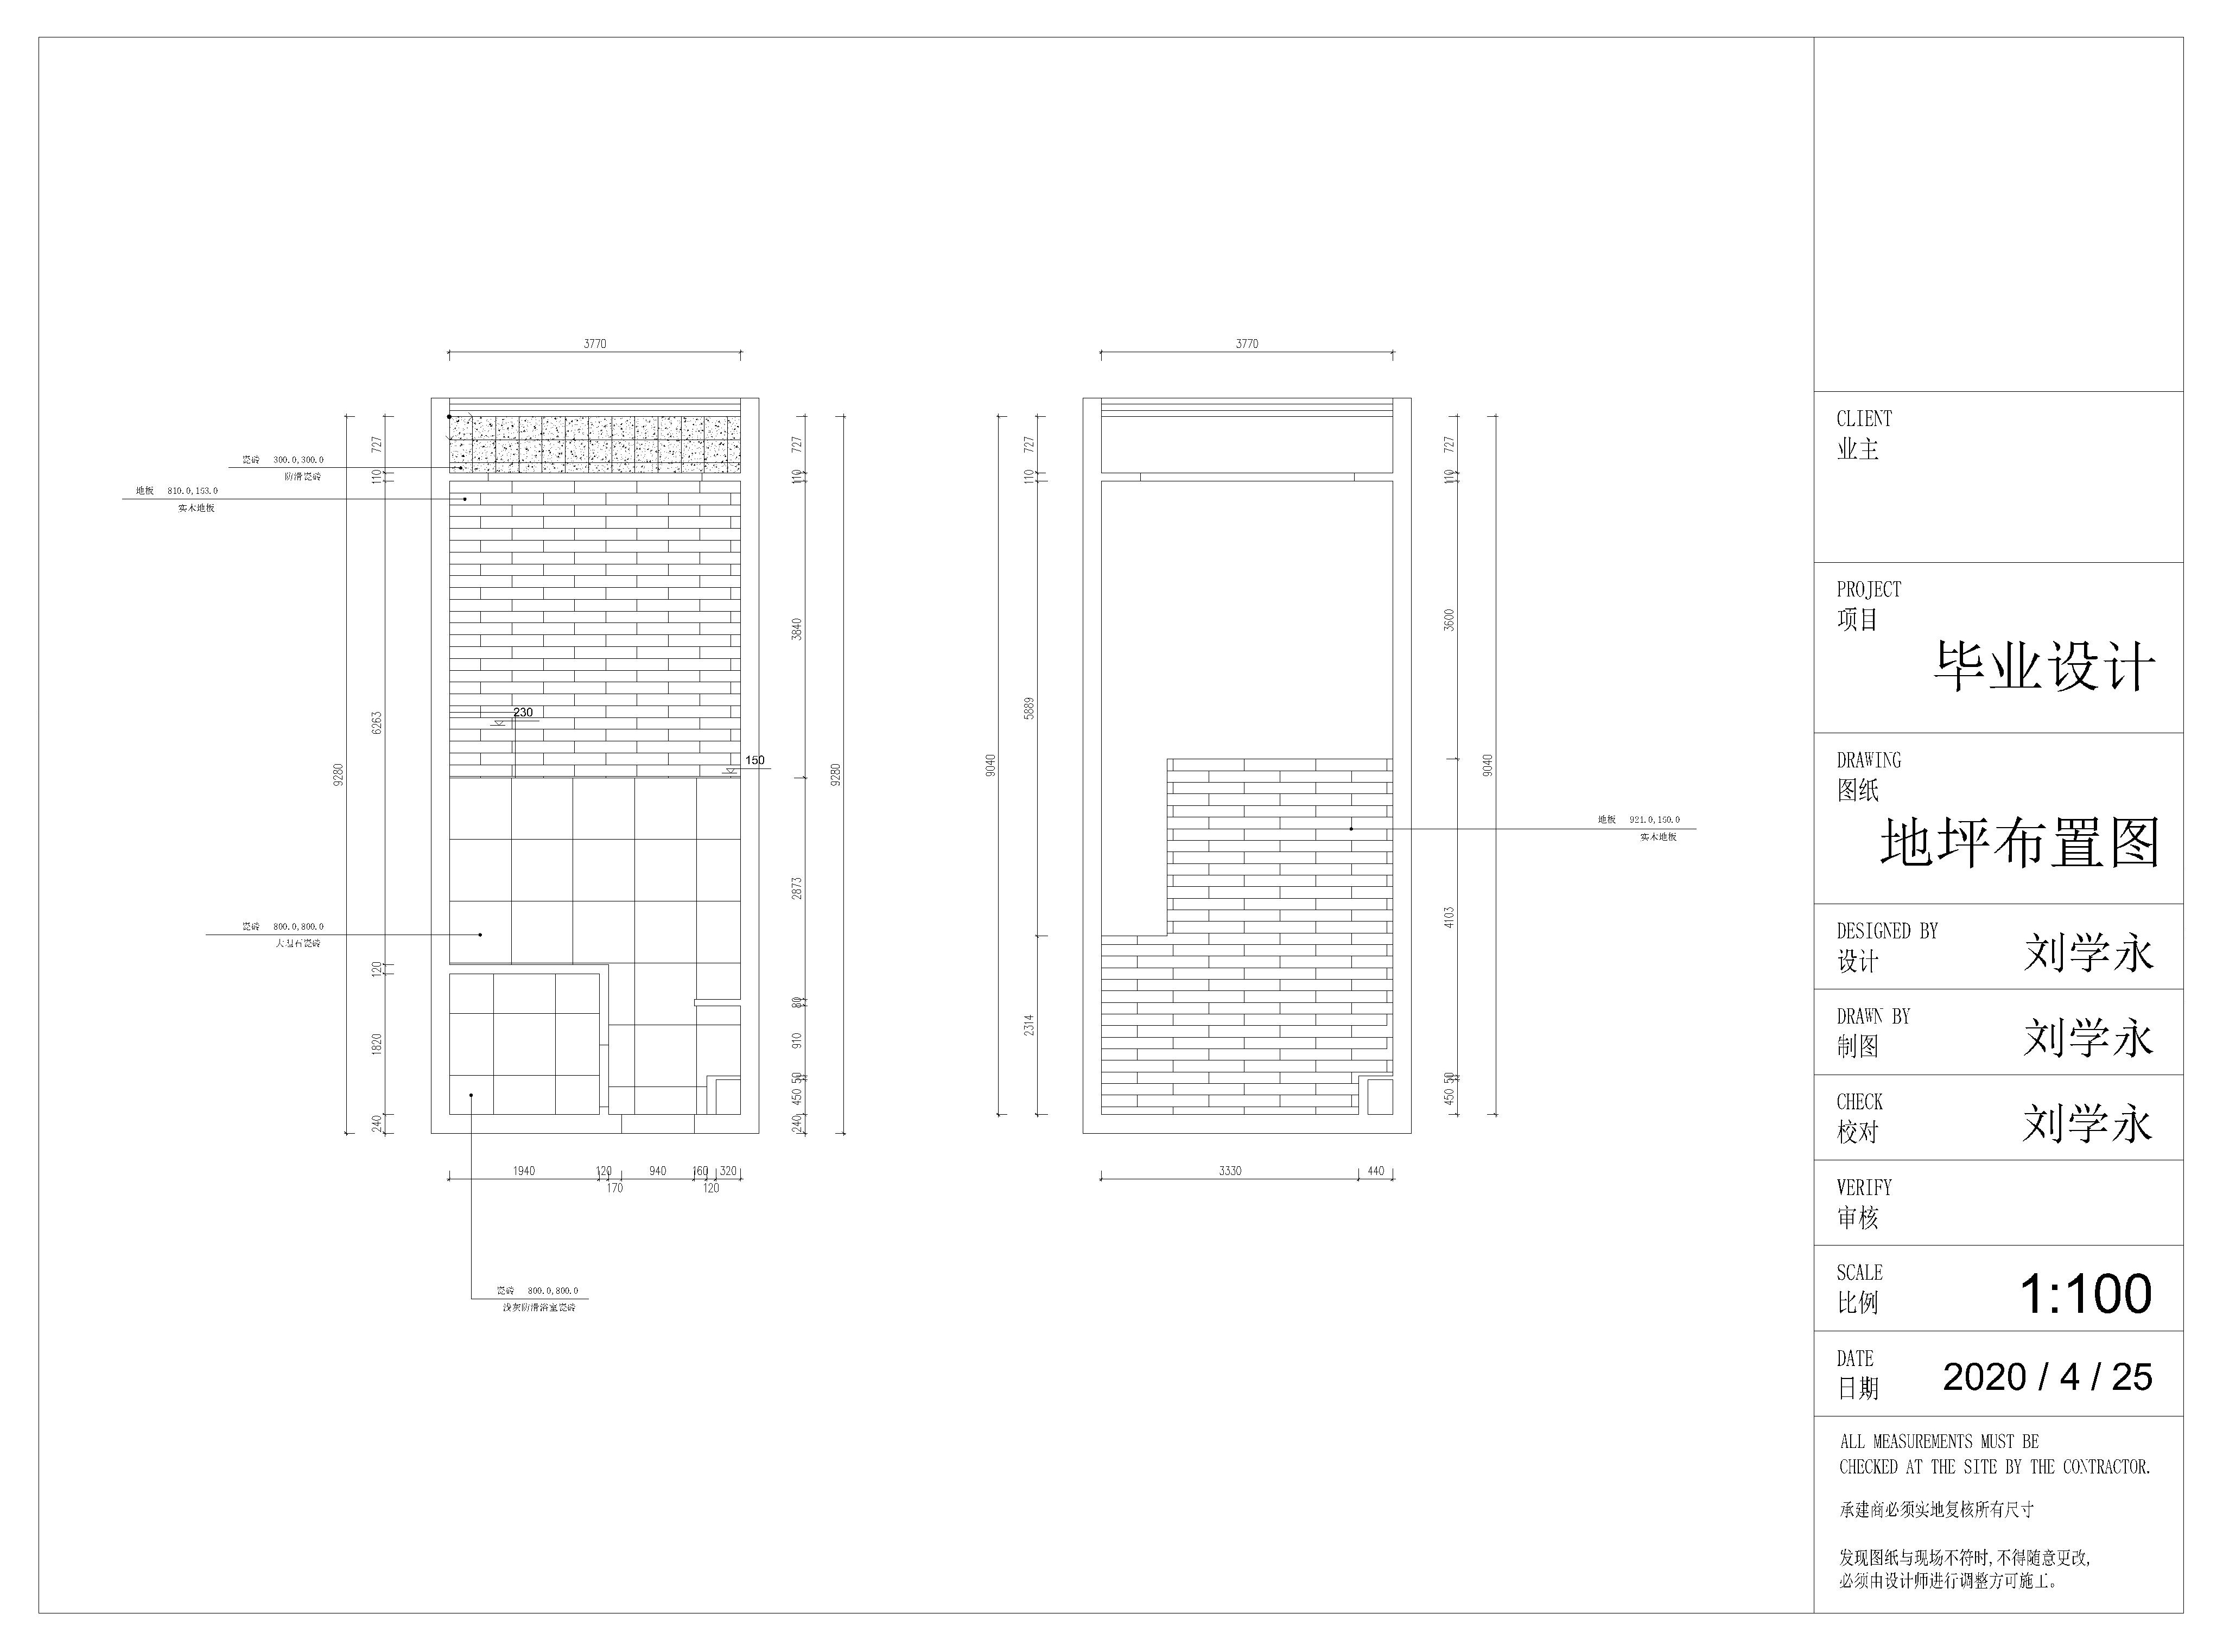 3770
727
110
6263
120
1820
240
9280
瓷砖 300.0,300.0
防滑瓷砖
地板 810.0,153.0
实木地板
230
150
瓷砖 800.0,800.0
大理石瓷砖
727
110
3840
2873
80
910
50
450
240
9280
1940
120
170
940
160
120
320
瓷砖 800.0,800.0
浅灰防滑浴室瓷砖
3770
9040
727
110
5889
2314
727
110
3600
4103
50
450
9040
地板 921.0,150.0
实木地板
3330
440
CLIENT
业主
PROJECT
项目
毕业设计
DRAWING
图纸
地坪布置图
DESIGNED BY
设计
刘学永
DRAWN BY
制图
刘学永
CHECK
校对
刘学永
VERIFY
审核
SCALE
比例
1:100
DATE
日期
2020 / 4 / 25
ALL MEASUREMENTS MUST BE
CHECKED AT THE SITE BY THE CONTRACTOR.
承建商必须实地复核所有尺寸
发现图纸与现场不符时,不得随意更改,
必须由设计师进行调整方可施工。